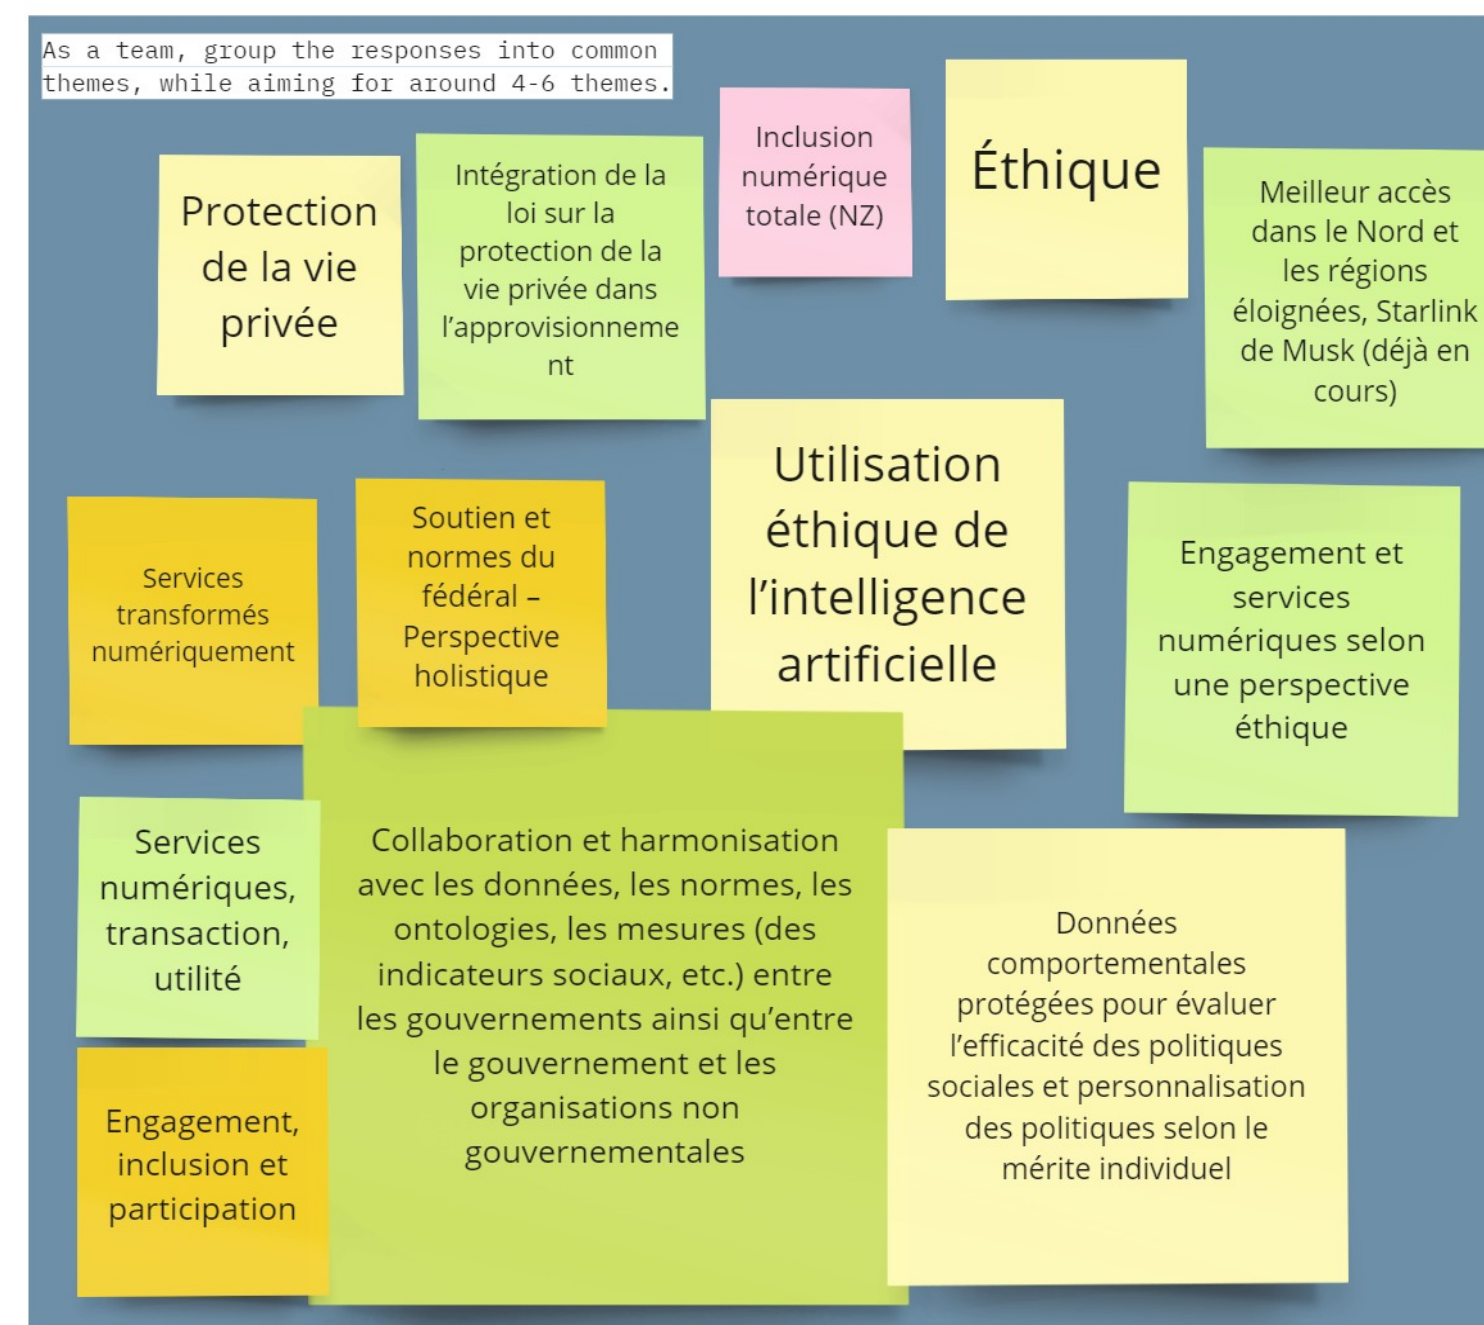 As a team, group the responses into common
themes, while aiming for around 4-6 themes.
Protection
de la vie
privée
Intégration de la
loi sur la
protection de la
vie privée dans
l’approvisionneme
nt
Inclusion
numérique
totale (NZ)
Éthique
Meilleur accès
dans le Nord et
les régions
éloignées, Starlink
de Musk (déjà en
cours)
Services
transformés
numériquement
Soutien et
normes du
fédéral –
Perspective
holistique
Utilisation
éthique de
l’intelligence
artificielle
Engagement et
services
numériques selon
une perspective
éthique
Services
numériques,
transaction,
utilité
Collaboration et harmonisation
avec les données, les normes, les
ontologies, les mesures (des
indicateurs sociaux, etc.) entre
les gouvernements ainsi qu’entre
le gouvernement et les
organisations non
gouvernementales
Données
comportementales
protégées pour évaluer
l’efficacité des politiques
sociales et personnalisation
des politiques selon le
mérite individuel
Engagement,
inclusion et
participation